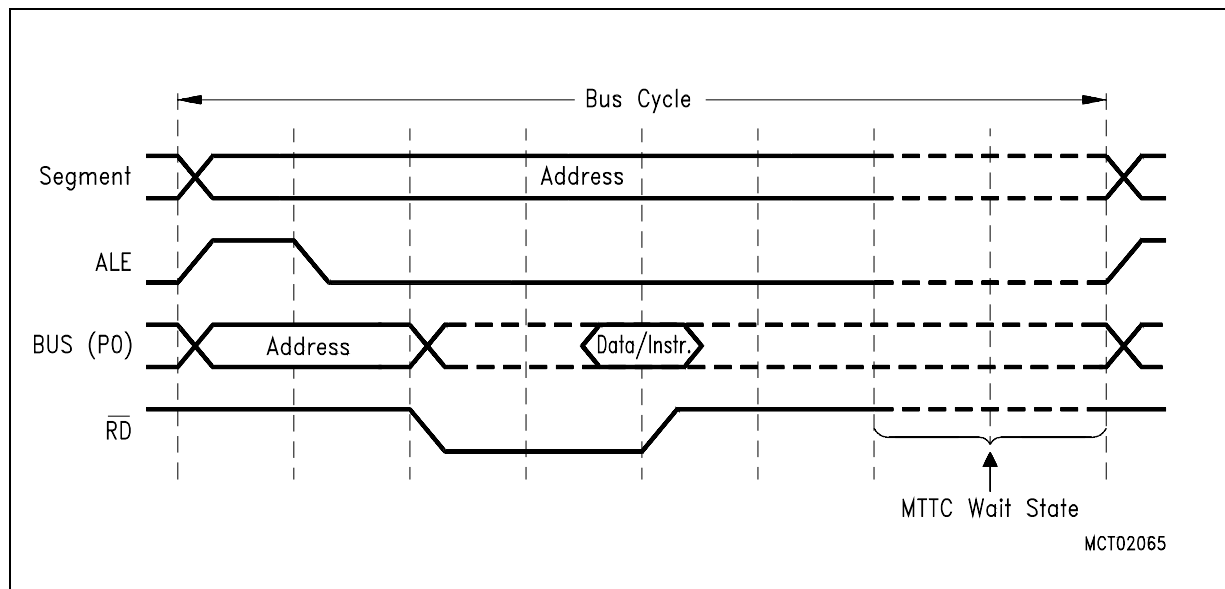 Bus Cycle
Segment
Address
ALE
BUS (P0)
Address
Data/Instr.
RD
MTTC Wait State
MCT02065